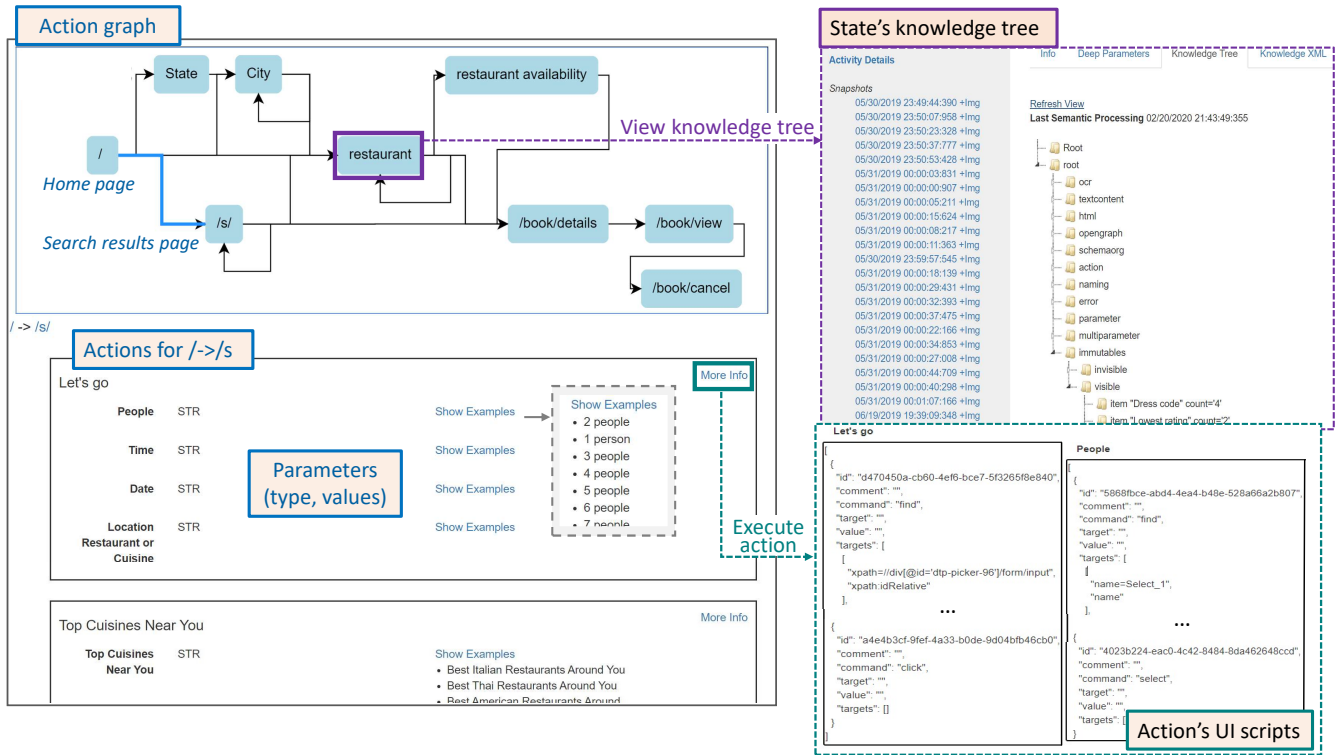 Action graph
State
City
restaurant availability
/
restaurant
Home page
/s/
Search results page
/book/details
/book/view
/book/cancel
View knowledge tree
/ -> /s/
Actions for /->/s
Let's go
More Info
People STR Show Examples
Time STR Show Examples
Date STR Show Examples
Location STR Show Examples
Restaurant or
Cuisine
Parameters
(type, values)
Show Examples
• 2 people
• 1 person
• 3 people
• 4 people
• 5 people
• 6 people
• 7 people
Execute
action
Top Cuisines Near You
More Info
Top Cuisines STR Show Examples
Near You
• Best Italian Restaurants Around You
• Best Thai Restaurants Around You
• Best American Restaurants Around
State's knowledge tree
Activity Details
Info Deep Parameters Knowledge Tree Knowledge XML
Snapshots
05/30/2019 23:49:44:390 +Img
05/30/2019 23:50:07:958 +Img
05/30/2019 23:50:23:328 +Img
05/30/2019 23:50:37:777 +Img
05/30/2019 23:50:53:428 +Img
05/31/2019 00:00:03:831 +Img
05/31/2019 00:00:00:907 +Img
05/31/2019 00:00:05:211 +Img
05/31/2019 00:00:15:624 +Img
05/31/2019 00:00:08:217 +Img
05/31/2019 00:00:11:363 +Img
05/30/2019 23:59:57:545 +Img
05/31/2019 00:00:18:139 +Img
05/31/2019 00:00:29:431 +Img
05/31/2019 00:00:32:393 +Img
05/31/2019 00:00:37:475 +Img
05/31/2019 00:00:22:166 +Img
05/31/2019 00:00:34:853 +Img
05/31/2019 00:00:27:008 +Img
05/31/2019 00:00:44:709 +Img
05/31/2019 00:00:40:298 +Img
05/31/2019 00:01:07:166 +Img
06/19/2019 19:39:09:348 +Img
Refresh View
Last Semantic Processing 02/20/2020 21:43:49:355
Root
root
ocr
textcontent
html
opengraph
schemaorg
action
naming
error
parameter
multiparameter
immutables
invisible
visible
item "Dress code" count='4'
item "Lowest rating" count='2'
Let's go
[
{
"id": "d470450a-cb60-4ef6-bce7-5f3265f8e840",
"comment": "",
"command": "find",
"target": "",
"value": "",
"targets": [
[
"xpath=//div[@id='dtp-picker-96']/form/input",
"xpath:idRelative"
],
...
{
"id": "a4e4b3cf-9fef-4a33-b0de-9d04bfb46cb0",
"comment": "",
"command": "click",
"target": "",
"value": "",
"targets": []
}
]
People
[
{
"id": "5868fbce-abd4-4ea4-b48e-528a66a2b807",
"comment": "",
"command": "find",
"target": "",
"value": "",
"targets": [
[
"name=Select_1",
"name"
],
...
{
"id": "4023b224-eac0-4c42-8484-8da462648ccd",
"comment": "",
"command": "select",
"target": "",
"value": "",
"targets": [
}
Action's UI scripts